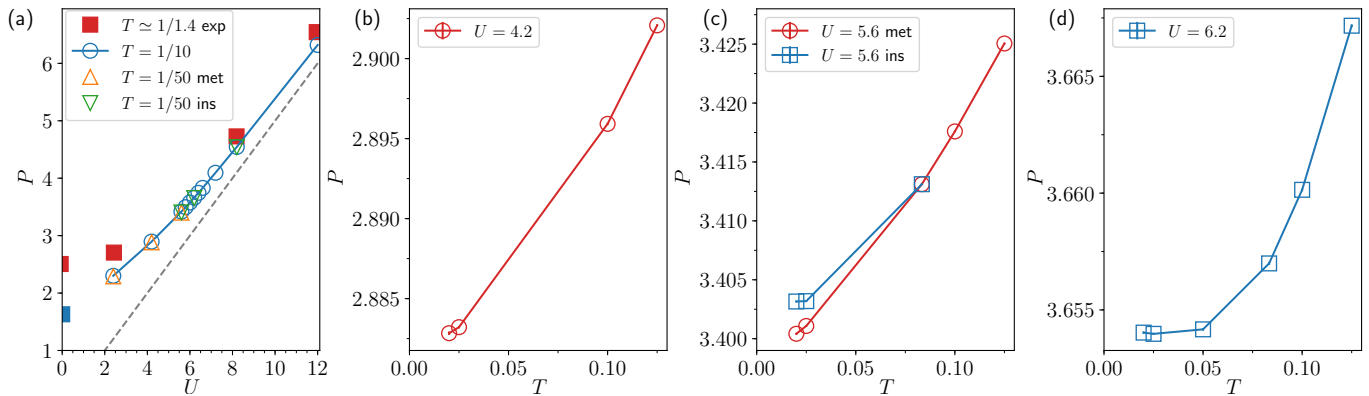 (a)
T ≃ 1/1.4 exp
T = 1/10
T = 1/50 met
T = 1/50 ins
P
6
5
4
3
2
1
0 2 4 6 8 10 12
U
(b)
U = 4.2
P
2.900
2.895
2.890
2.885
0.00 0.05 0.10
T
(c)
U = 5.6 met
U = 5.6 ins
P
3.425
3.420
3.415
3.410
3.405
3.400
0.00 0.05 0.10
T
(d)
U = 6.2
P
3.665
3.660
3.655
0.00 0.05 0.10
T